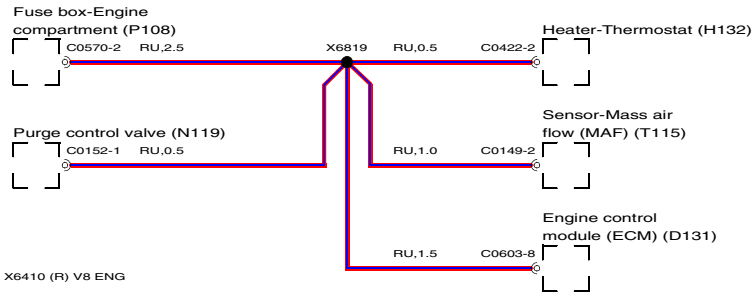 Fuse box-Engine
compartment (P108)
C0570-2 RU,2.5 X6819 RU,0.5 C0422-2
Heater-Thermostat (H132)
Purge control valve (N119)
C0152-1 RU,0.5
Sensor-Mass air
flow (MAF) (T115)
RU,1.0 C0149-2
Engine control
module (ECM) (D131)
RU,1.5 C0603-8
X6410 (R) V8 ENG